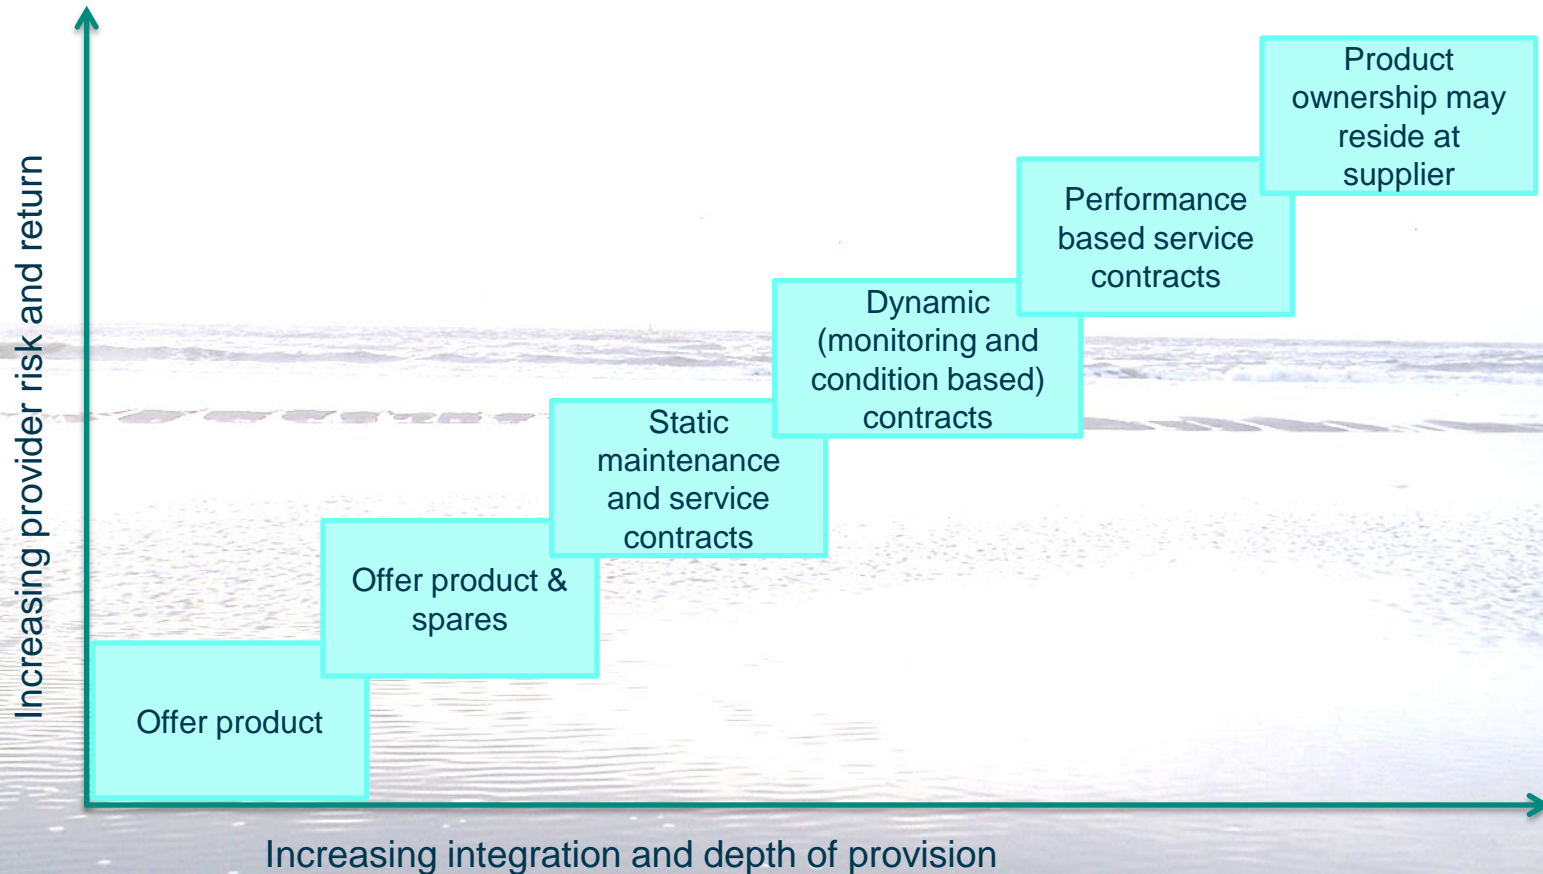 Increasing provider risk and return
Product
ownership may
reside at
supplier
Performance
based service
contracts
Dynamic
(monitoring and
condition based)
contracts
Static
maintenance
and service
contracts
Offer product &
spares
Offer product
Increasing integration and depth of provision